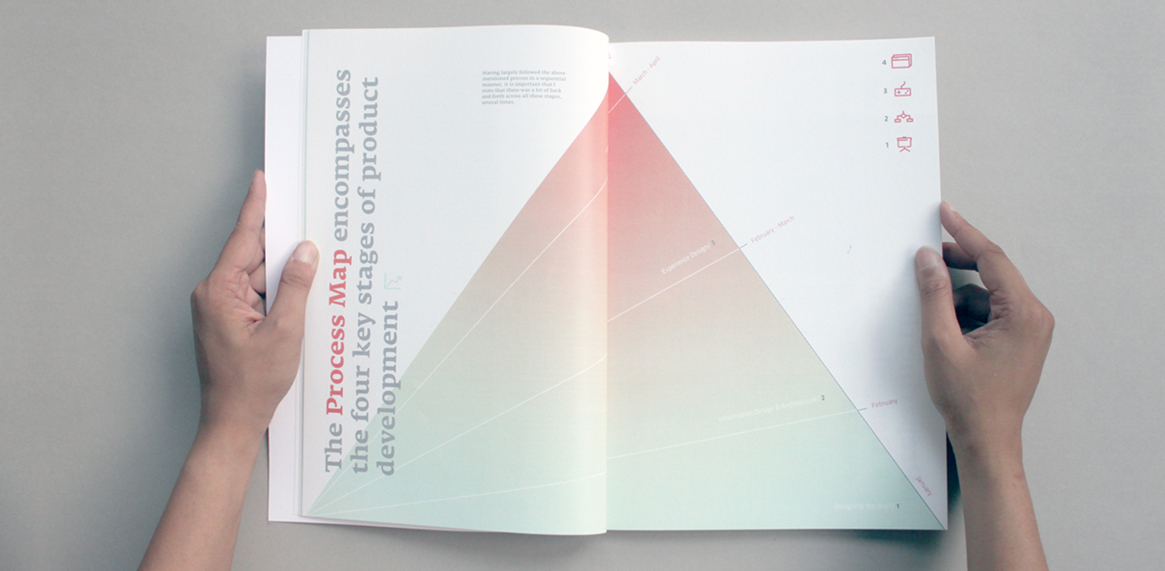 The Process Map encompasses
the four key stages of product
development
Having largely followed the above
mentioned process in a sequential
manner, it is important that I
state that there was a lot of back
and forth across all these stages,
several times.
March - April
4
3
2
1
February - March
Experience Design 3
February
Information Design & Architecture 2
January
1